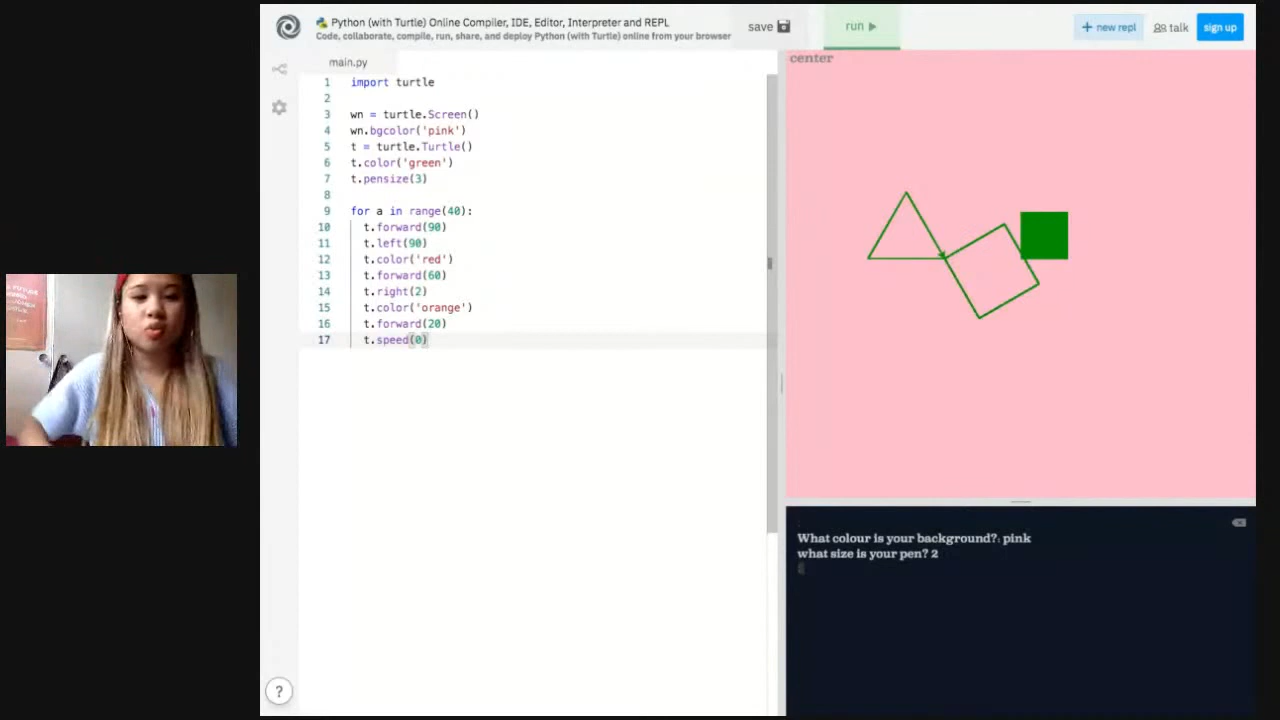 Python (with Turtle) Online Compiler, IDE, Editor, Interpreter and REPL
Code, collaborate, compile, run, share, and deploy Python (with Turtle) online from your browser
save
run
+ new repl
talk
sign up
main.py
1 import turtle
2
3 wn = turtle.Screen()
4 wn.bgcolor('pink')
5 t = turtle.Turtle()
6 t.color('green')
7 t.pensize(3)
8
9 for a in range(40):
10 t.forward(90)
11 t.left(90)
12 t.color('red')
13 t.forward(60)
14 t.right(2)
15 t.color('orange')
16 t.forward(20)
17 t.speed(0)
center
What colour is your background?: pink
what size is your pen? 2
?